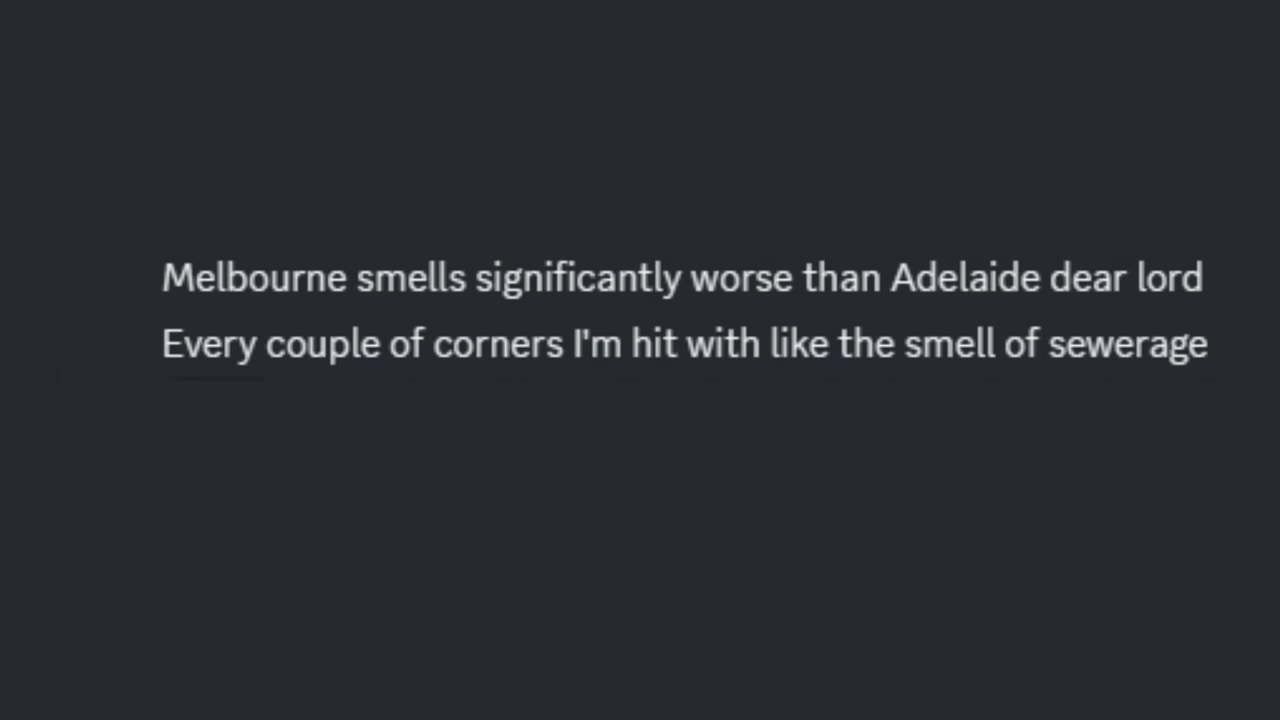 Melbourne smells significantly worse than Adelaide dear lord
Every couple of corners I'm hit with like the smell of sewerage